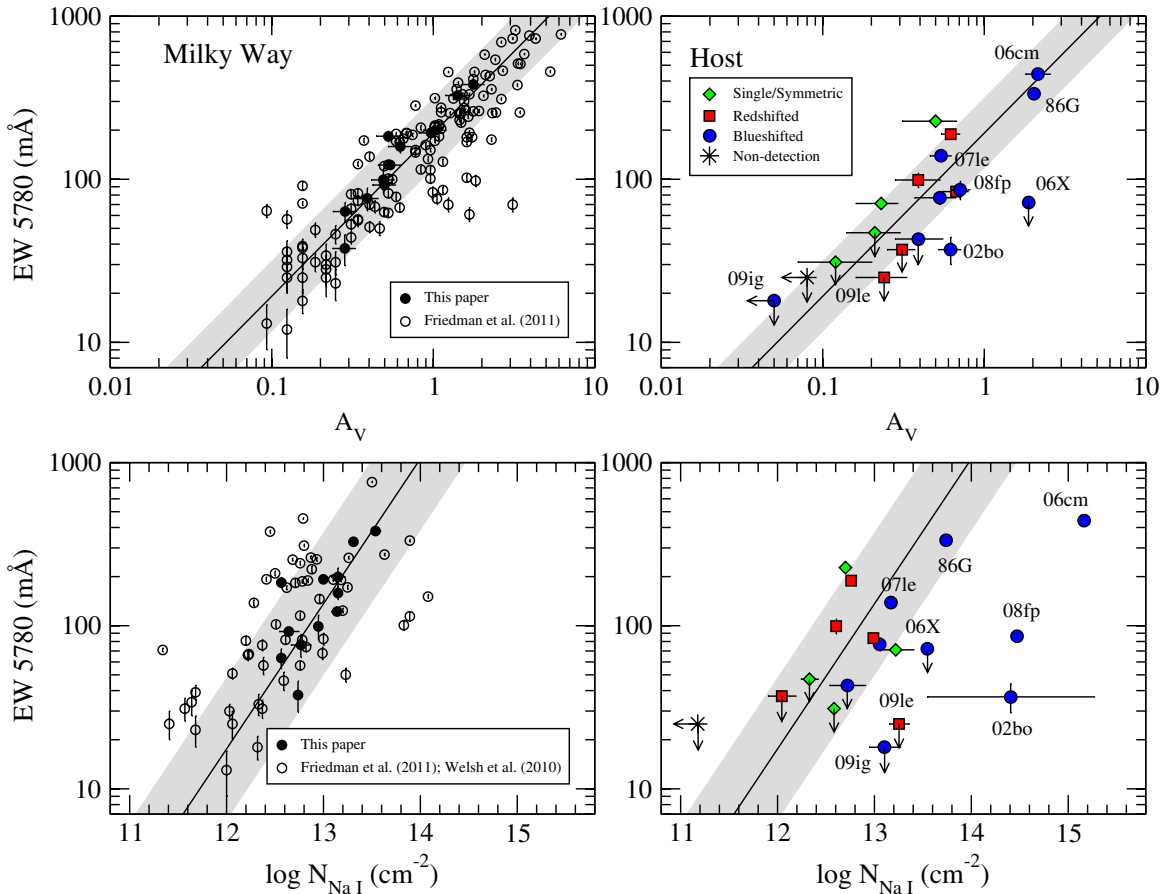 Milky Way
EW 5780 (mÅ)
1000
100
10
This paper
Friedman et al. (2011)
0.01
0.1
1
10
A_V
Host
Single/Symmetric
Redshifted
Blueshifted
Non-detection
1000
100
10
06cm
86G
07le
08fp
06X
02bo
09ig
09le
0.01
0.1
1
10
A_V
EW 5780 (mÅ)
1000
100
10
This paper
Friedman et al. (2011); Welsh et al. (2010)
11
12
13
14
15
log N_Na I (cm⁻²)
1000
100
10
06cm
86G
07le
06X
08fp
09le
02bo
09ig
11
12
13
14
15
log N_Na I (cm⁻²)